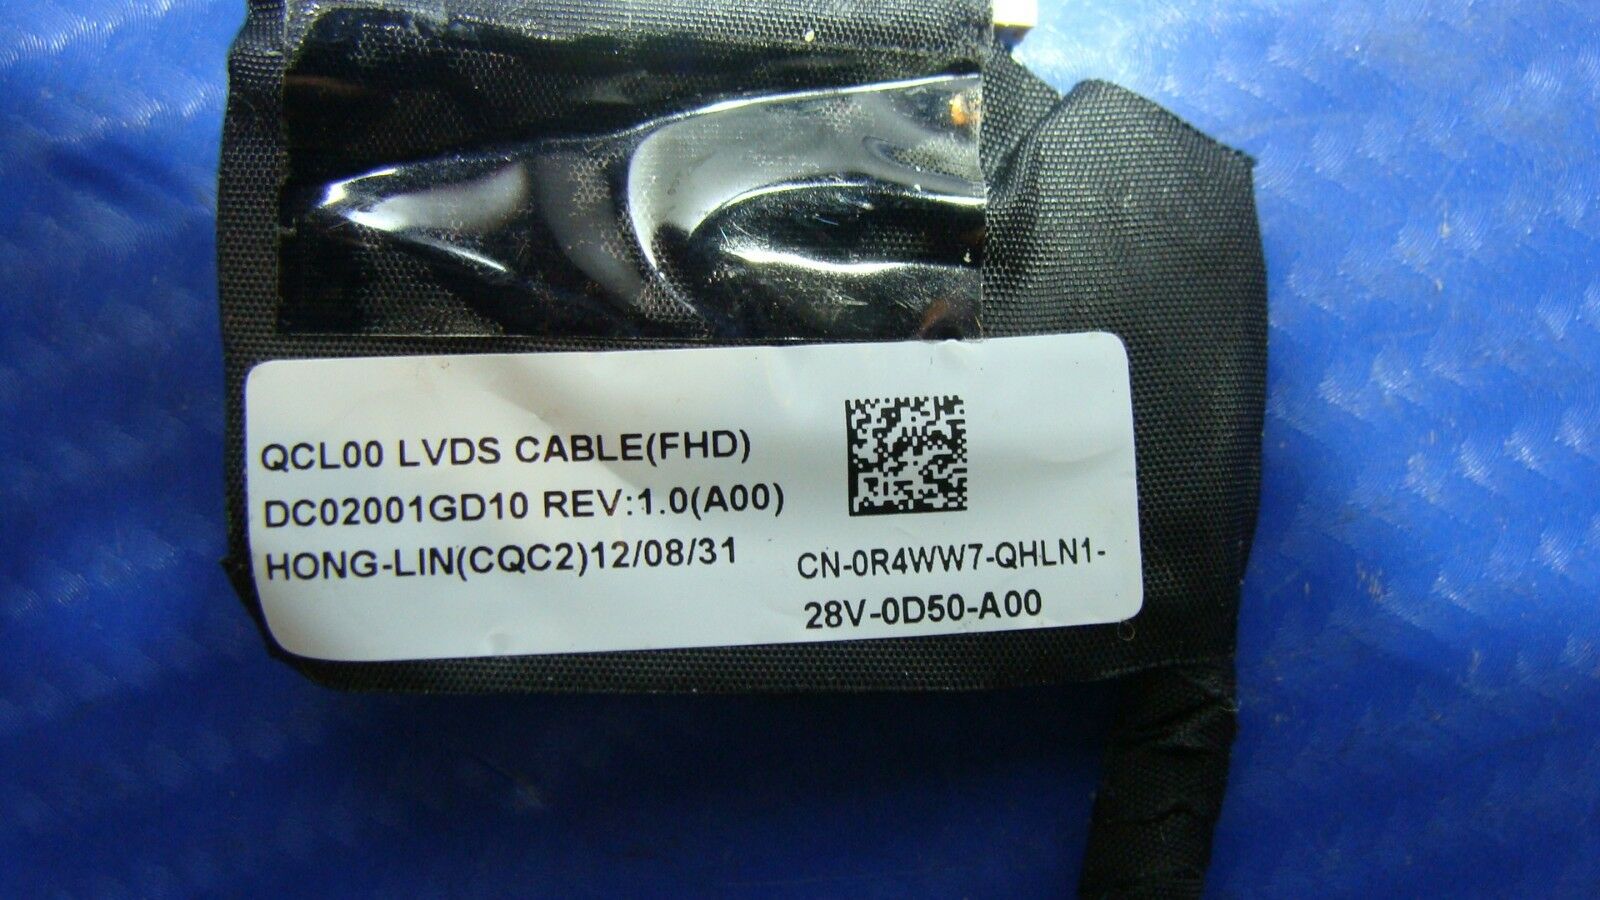 QCL00 LVDS CABLE(FHD)
DC02001GD10 REV:1.0(A00)
HONG-LIN(CQC2)12/08/31
CN-0R4WW7-QHLN1-
28V-0D50-A00